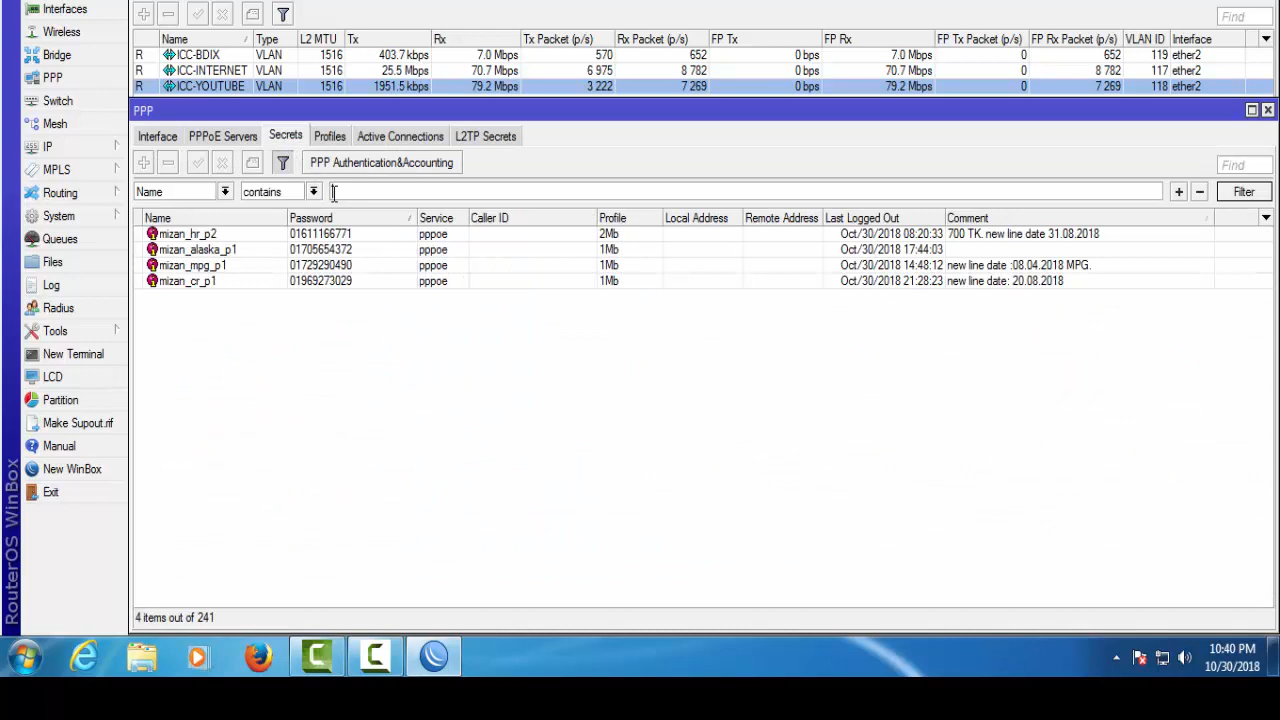 Interfaces
Wireless
Bridge
PPP
Switch
Mesh
IP
MPLS
Routing
System
Queues
Files
Log
Radius
Tools
New Terminal
LCD
Partition
Make Supout.rif
Manual
New WinBox
Exit
RouterOS WinBox
Find
Name Type L2 MTU Tx Rx Tx Packet (p/s) Rx Packet (p/s) FP Tx FP Rx FP Tx Packet (p/s) FP Rx Packet (p/s) VLAN ID Interface
R ICC-BDIX VLAN 1516 403.7 kbps 7.0 Mbps 570 652 0 bps 7.0 Mbps 0 652 119 ether2
R ICC-INTERNET VLAN 1516 25.5 Mbps 70.7 Mbps 6 975 8 782 0 bps 70.7 Mbps 0 8 782 117 ether2
R ICC-YOUTUBE VLAN 1516 1951.5 kbps 79.2 Mbps 3 222 7 269 0 bps 79.2 Mbps 0 7 269 118 ether2
PPP
Interface PPPoE Servers Secrets Profiles Active Connections L2TP Secrets
PPP Authentication&Accounting Find
Name contains Filter
Name Password Service Caller ID Profile Local Address Remote Address Last Logged Out Comment
mizan_hr_p2 01611166771 pppoe 2Mb Oct/30/2018 08:20:33 700 TK. new line date 31.08.2018
mizan_alaska_p1 01705654372 pppoe 1Mb Oct/30/2018 17:44:03
mizan_mpg_p1 01729290490 pppoe 1Mb Oct/30/2018 14:48:12 new line date :08.04.2018 MPG.
mizan_cr_p1 01969273029 pppoe 1Mb Oct/30/2018 21:28:23 new line date: 20.08.2018
4 items out of 241
10:40 PM
10/30/2018